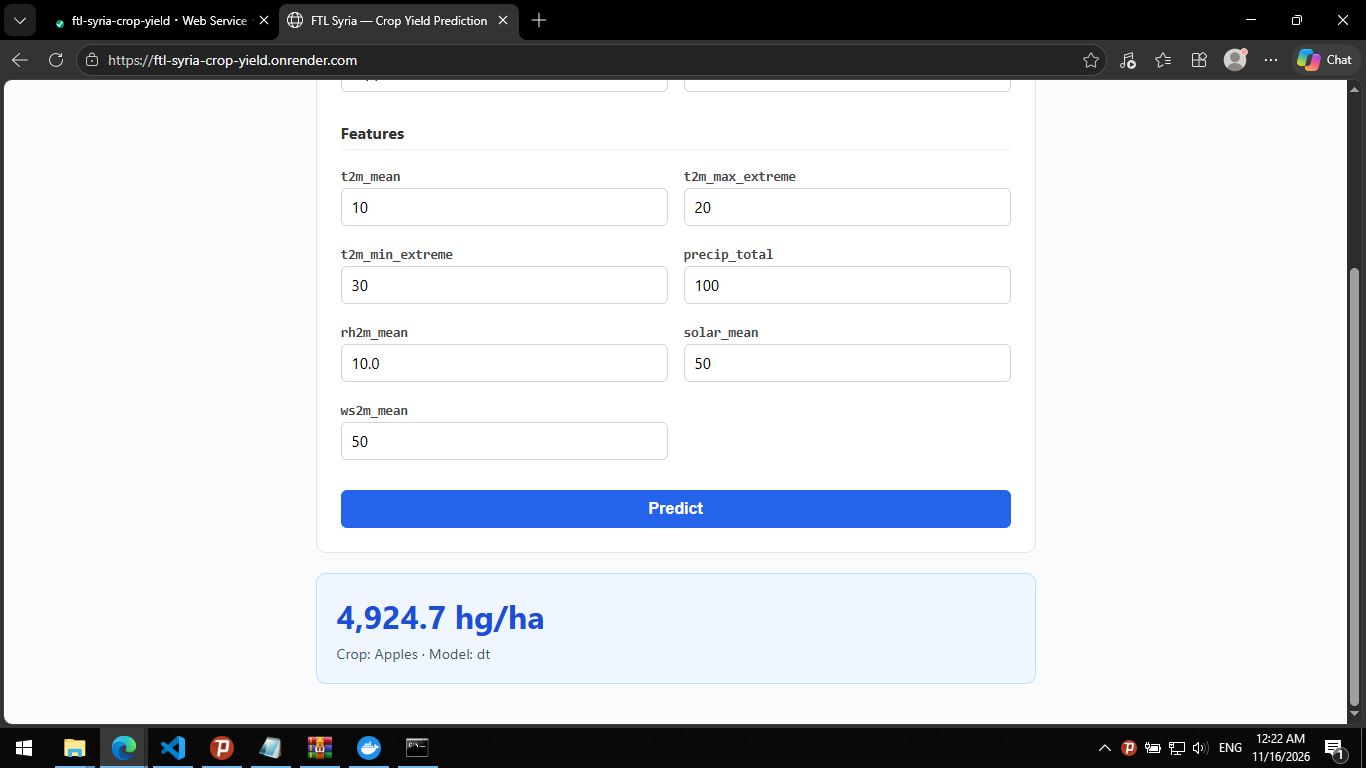 ftl-syria-crop-yield · Web Service
FTL Syria — Crop Yield Prediction
https://ftl-syria-crop-yield.onrender.com
Chat
Features
t2m_mean
t2m_max_extreme
10
20
t2m_min_extreme
precip_total
30
100
rh2m_mean
solar_mean
10.0
50
ws2m_mean
50
Predict
4,924.7 hg/ha
Crop: Apples · Model: dt
ENG
12:22 AM
11/16/2026
1